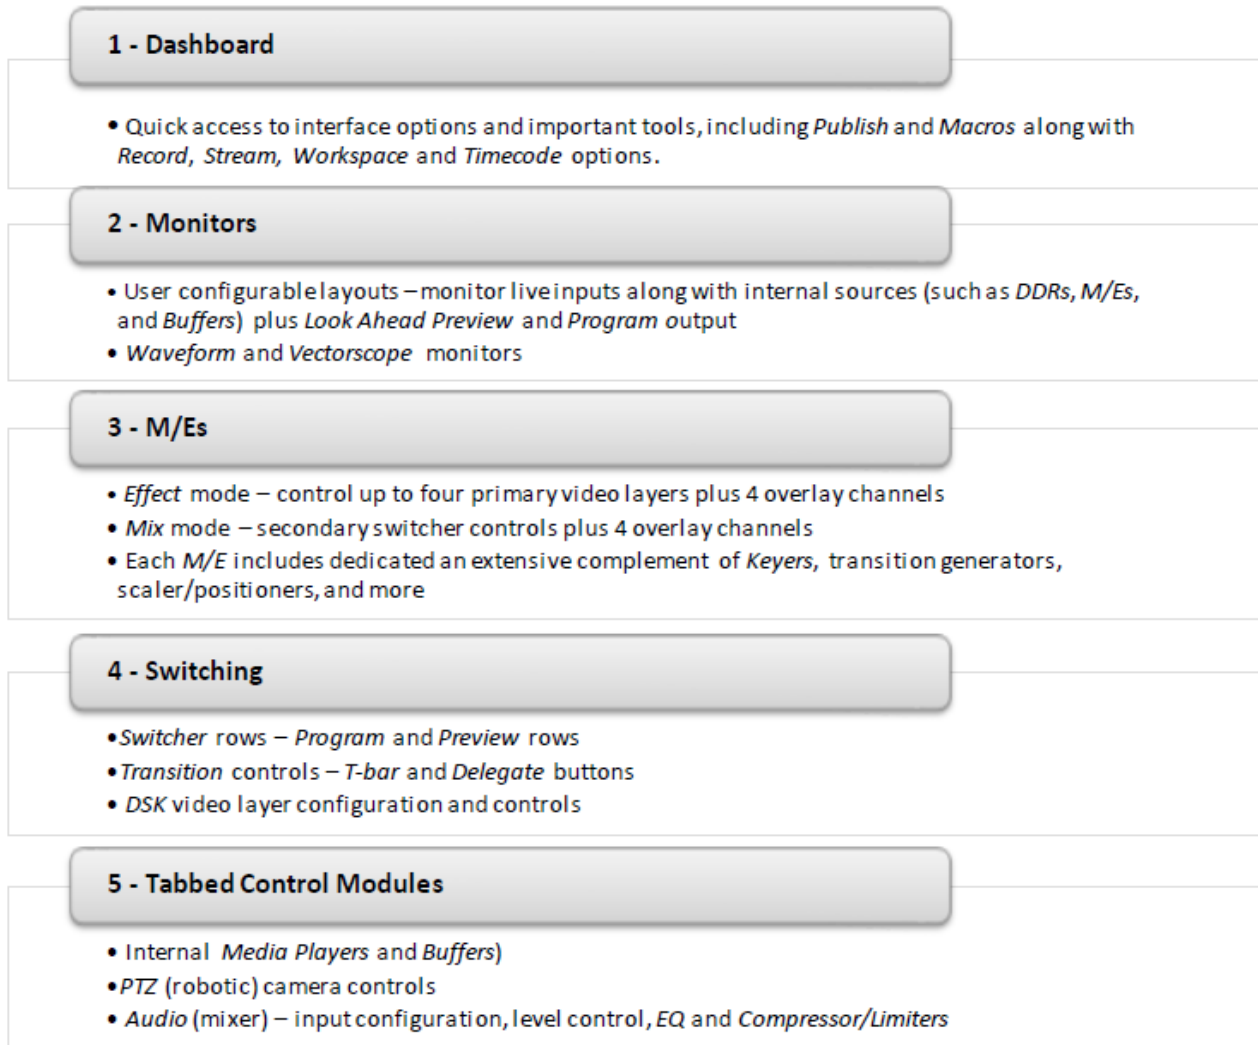 1 - Dashboard
• Quick access to interface options and important tools, including Publish and Macros along with
Record, Stream, Workspace and Timecode options.
2 - Monitors
• User configurable layouts – monitor live inputs along with internal sources (such as DDRs, M/Es,
and Buffers) plus Look Ahead Preview and Program output
• Waveform and Vectorscope monitors
3 - M/Es
• Effect mode – control up to four primary video layers plus 4 overlay channels
• Mix mode – secondary switcher controls plus 4 overlay channels
• Each M/E includes dedicated an extensive complement of Keyers, transition generators,
scaler/positioners, and more
4 - Switching
• Switcher rows – Program and Preview rows
• Transition controls – T-bar and Delegate buttons
• DSK video layer configuration and controls
5 - Tabbed Control Modules
• Internal Media Players and Buffers)
• PTZ (robotic) camera controls
• Audio (mixer) – input configuration, level control, EQ and Compressor/Limiters